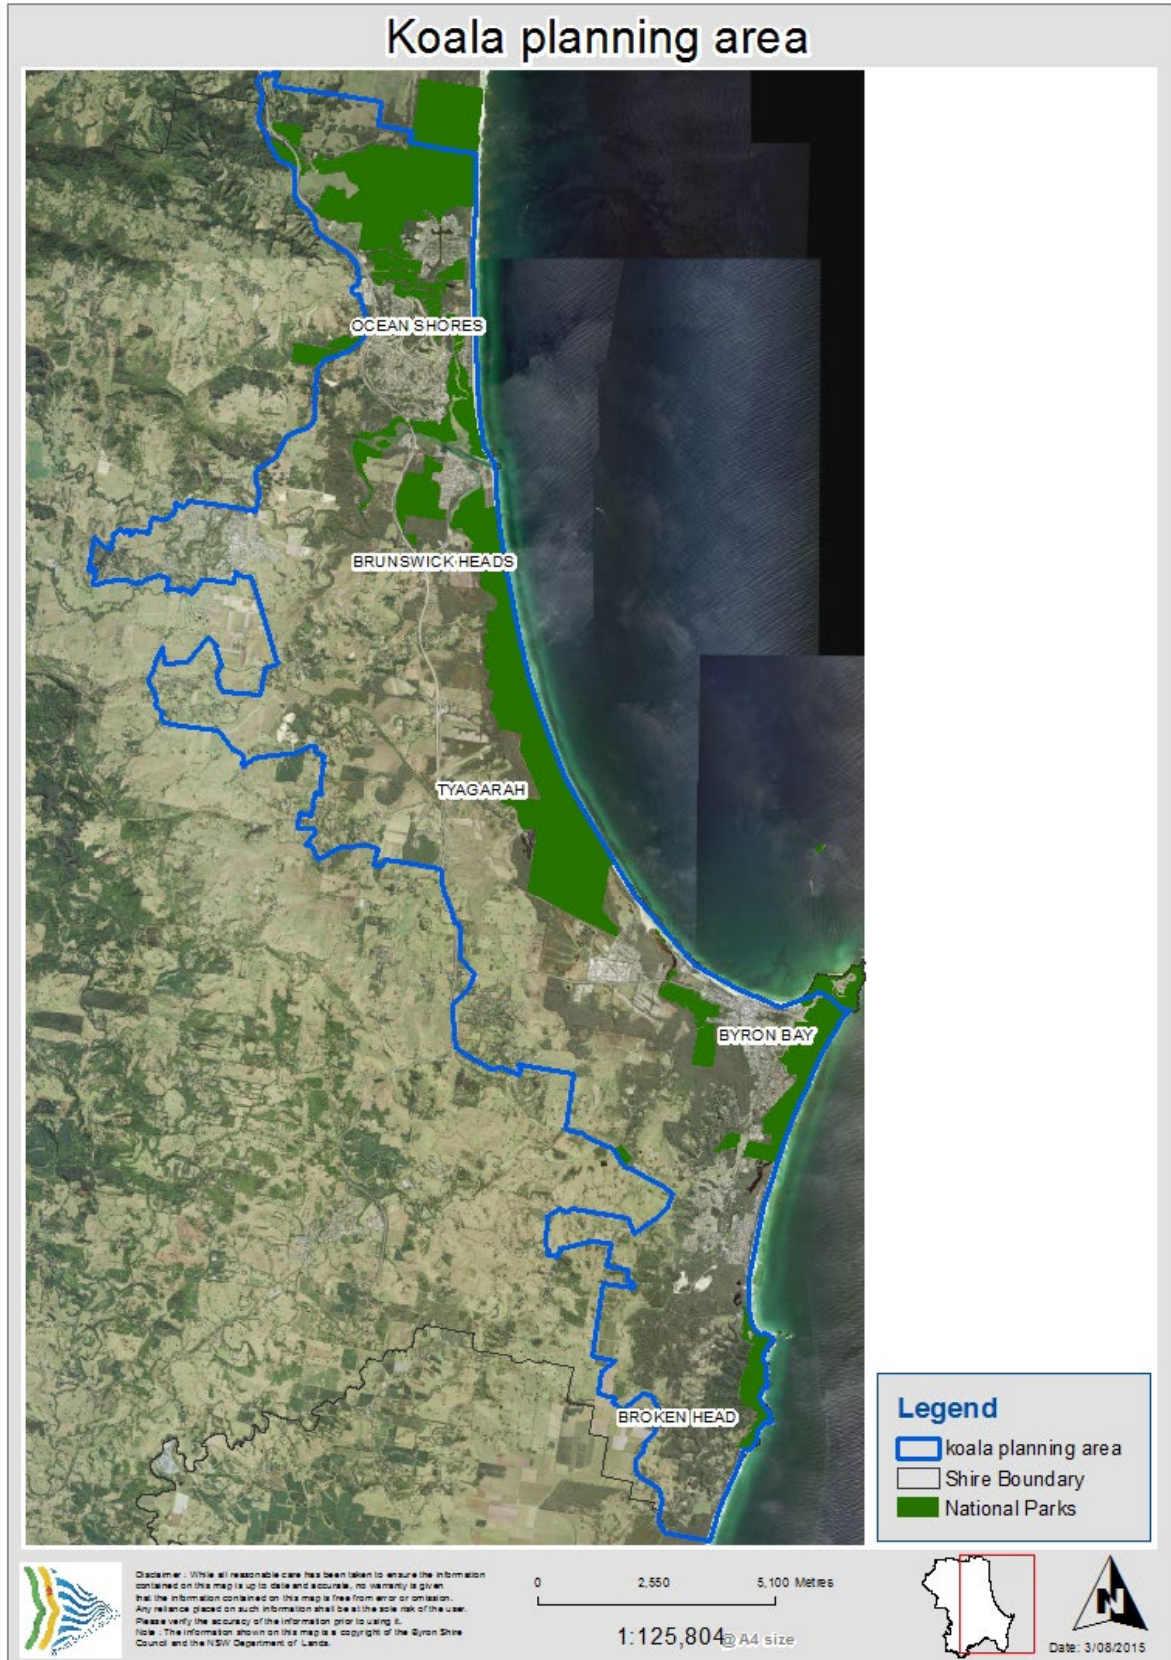 Koala planning area
OCEAN SHORES
BRUNSWICK HEADS
TYAGARAH
BYRON BAY
BROKEN HEAD
Legend
koala planning area
Shire Boundary
National Parks
Disclaimer : While all reasonable care has been taken to ensure the information
contained on this map is up to date and accurate, no warranty is given
that the information contained on this map is free from error or omission.
Any reliance placed on such information shall be at the sole risk of the user.
Please verify the accuracy of the information prior to using it.
Note : The information shown on this map is a copyright of the Byron Shire
Council and the NSW Department of Lands.
0 2,550 5,100 Metres
1:125,804 @ A4 size
N
Date: 3/08/2015